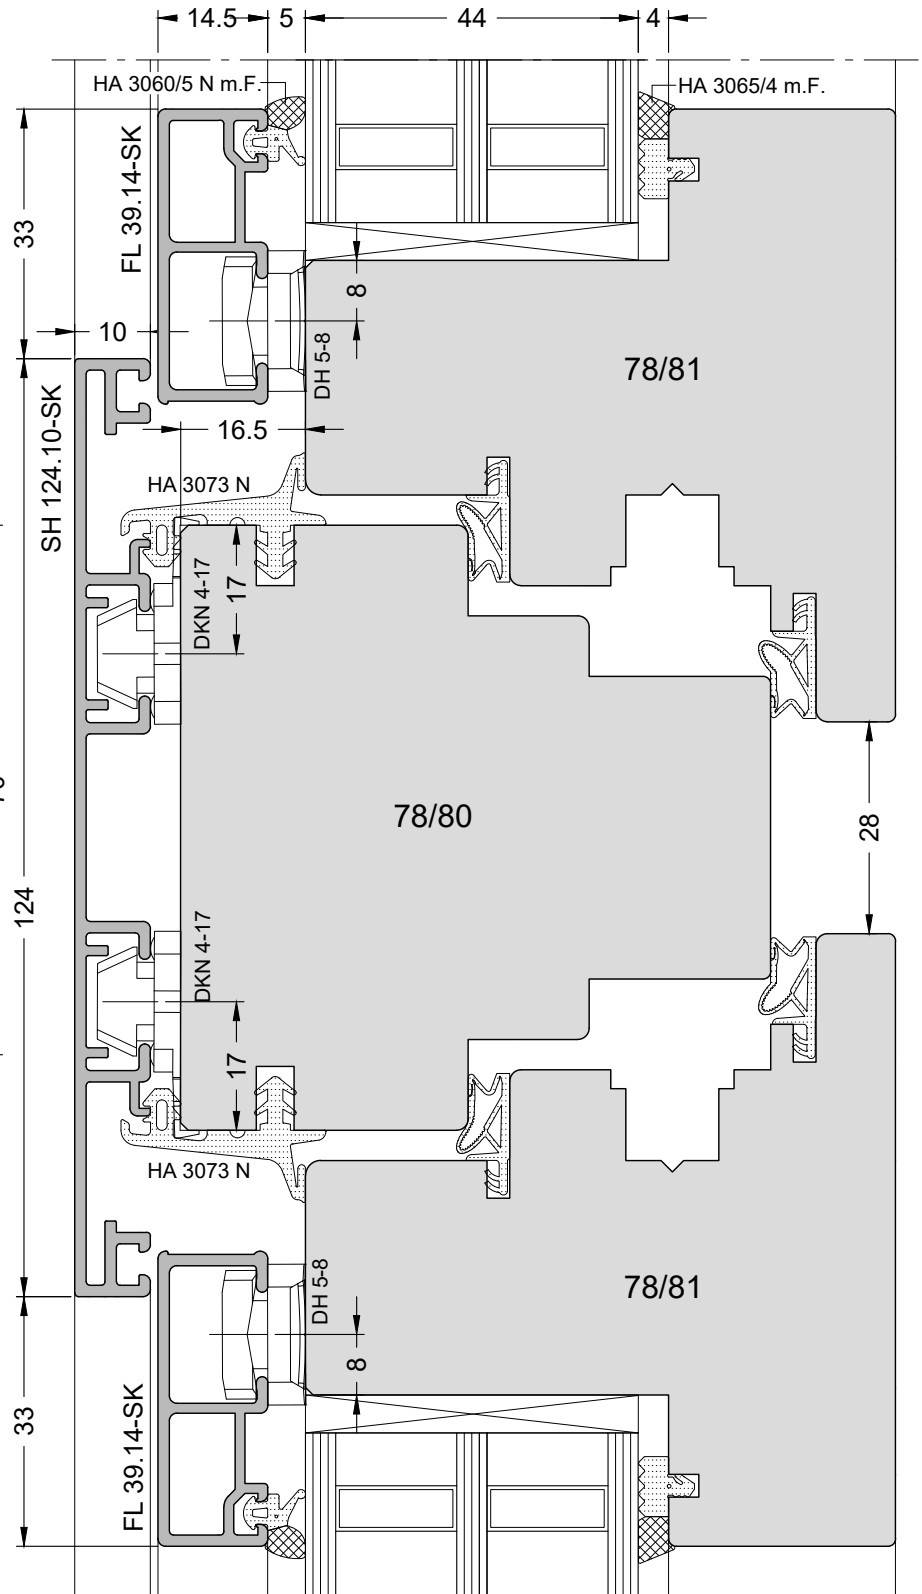 14.5 5 44 4
HA 3060/5 N m.F.
HA 3065/4 m.F.
FL 39.14-SK
33
8
10
DH 5-8
78/81
16.5
SH 124.10-SK
HA 3073 N
17
DKN 4-17
78/80
28
124
DKN 4-17
17
HA 3073 N
DH 5-8
78/81
8
33
FL 39.14-SK